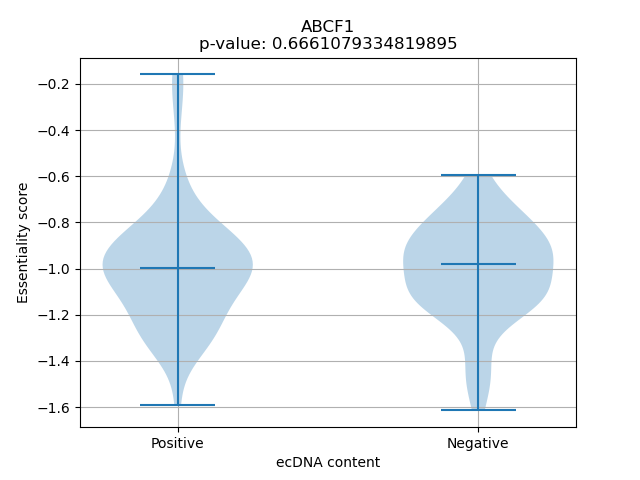 ABCF1
p-value: 0.6661079334819895
Essentiality score
−0.2
−0.4
−0.6
−0.8
−1.0
−1.2
−1.4
−1.6
Positive
Negative
ecDNA content